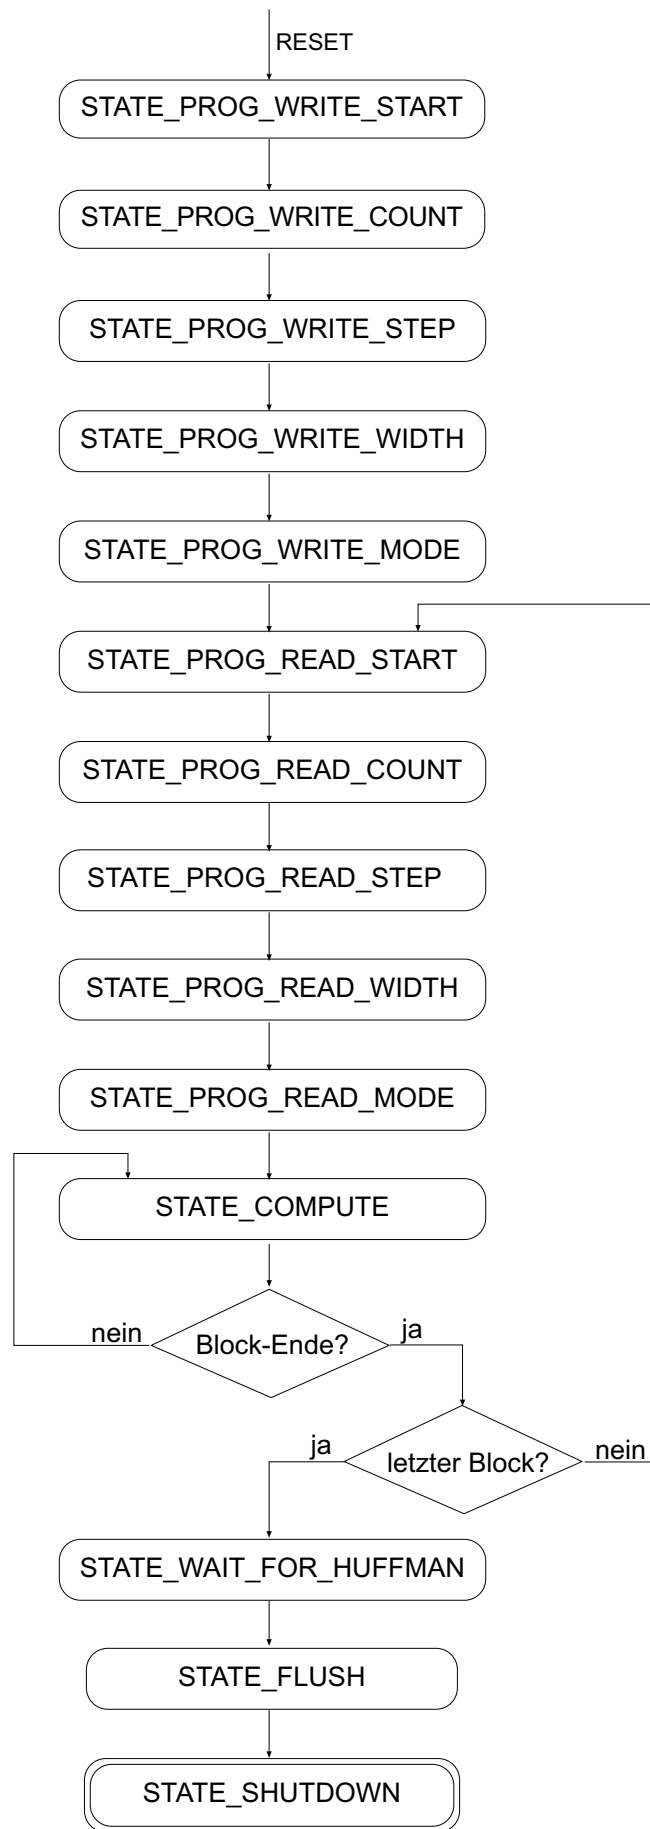 RESET
STATE_PROG_WRITE_START
STATE_PROG_WRITE_COUNT
STATE_PROG_WRITE_STEP
STATE_PROG_WRITE_WIDTH
STATE_PROG_WRITE_MODE
STATE_PROG_READ_START
STATE_PROG_READ_COUNT
STATE_PROG_READ_STEP
STATE_PROG_READ_WIDTH
STATE_PROG_READ_MODE
STATE_COMPUTE
nein
Block-Ende?
ja
ja
letzter Block?
nein
STATE_WAIT_FOR_HUFFMAN
STATE_FLUSH
STATE_SHUTDOWN